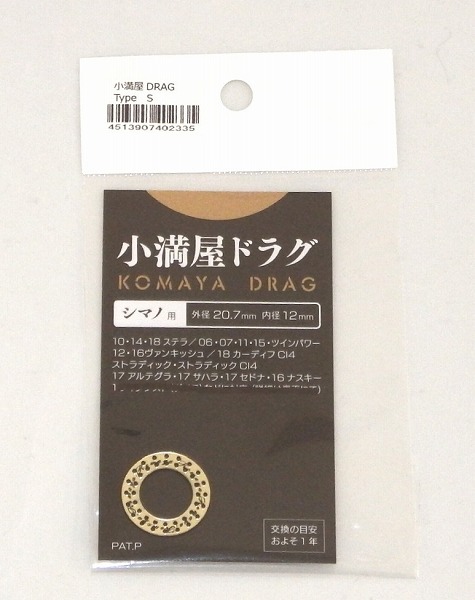 小満屋 DRAG
Type S
4513907402335
小満屋ドラグ
KOMAYA DRAG
シマノ用 外径 20.7mm 内径 12mm
10・14・18 ステラ／06・07・11・15・ツインパワー
12・16ヴァンキッシュ／18 カーディフ CI4
ストラディック・ストラディック CI4
17 アルテグラ・17 サハラ・17 セドナ・16 ナスキー
交換の目安
およそ1年
PAT.P